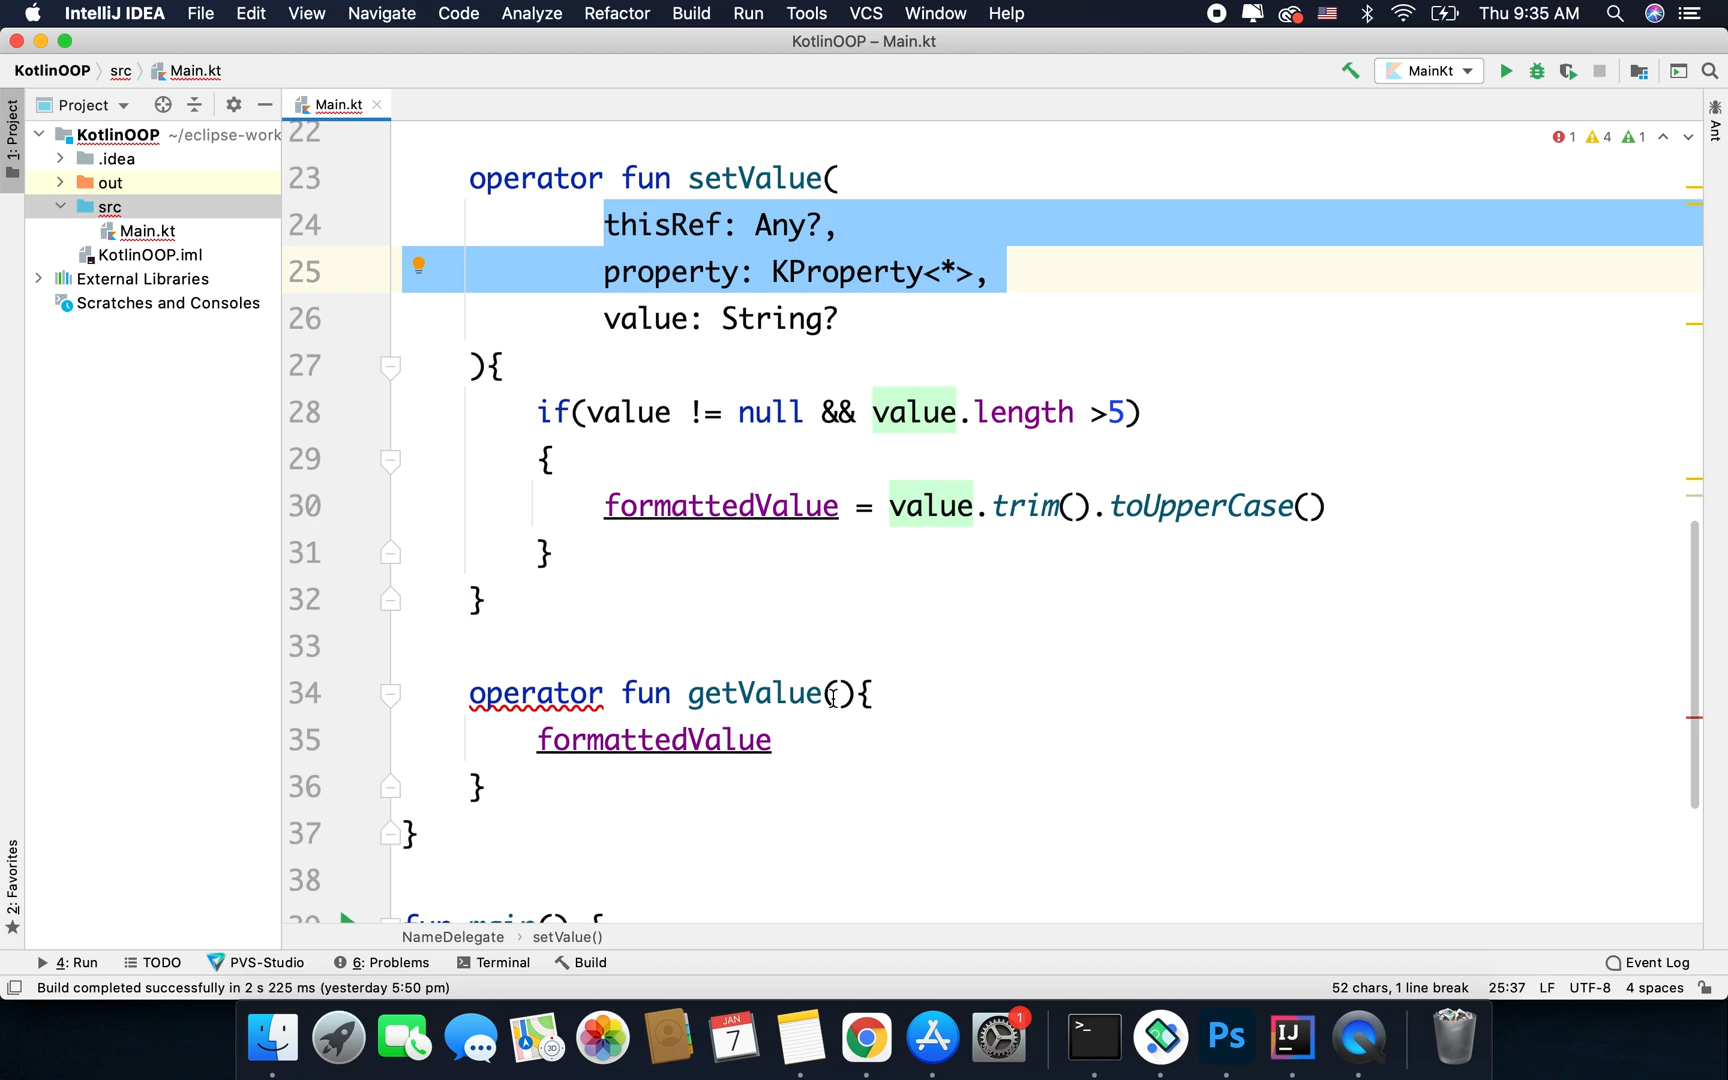 IntelliJ IDEA File Edit View Navigate Code Analyze Refactor Build Run Tools VCS Window Help Thu 9:35 AM
KotlinOOP – Main.kt
KotlinOOP src Main.kt MainKt
1: Project Project Main.kt Ant
KotlinOOP ~/eclipse-work
.idea
out
src
Main.kt
KotlinOOP.iml
External Libraries
Scratches and Consoles
1 4 1
22
23 operator fun setValue(
24 thisRef: Any?,
25 property: KProperty<*>,
26 value: String?
27 ){
28 if(value != null && value.length >5)
29 {
30 formattedValue = value.trim().toUpperCase()
31 }
32 }
33
34 operator fun getValue(){
35 formattedValue
36 }
37 }
38
39 fun main() {
2: Favorites
NameDelegate › setValue()
4: Run TODO PVS-Studio 6: Problems Terminal Build Event Log
Build completed successfully in 2 s 225 ms (yesterday 5:50 pm) 52 chars, 1 line break 25:37 LF UTF-8 4 spaces
JAN
7
3D
1
>_
Ps
IJ